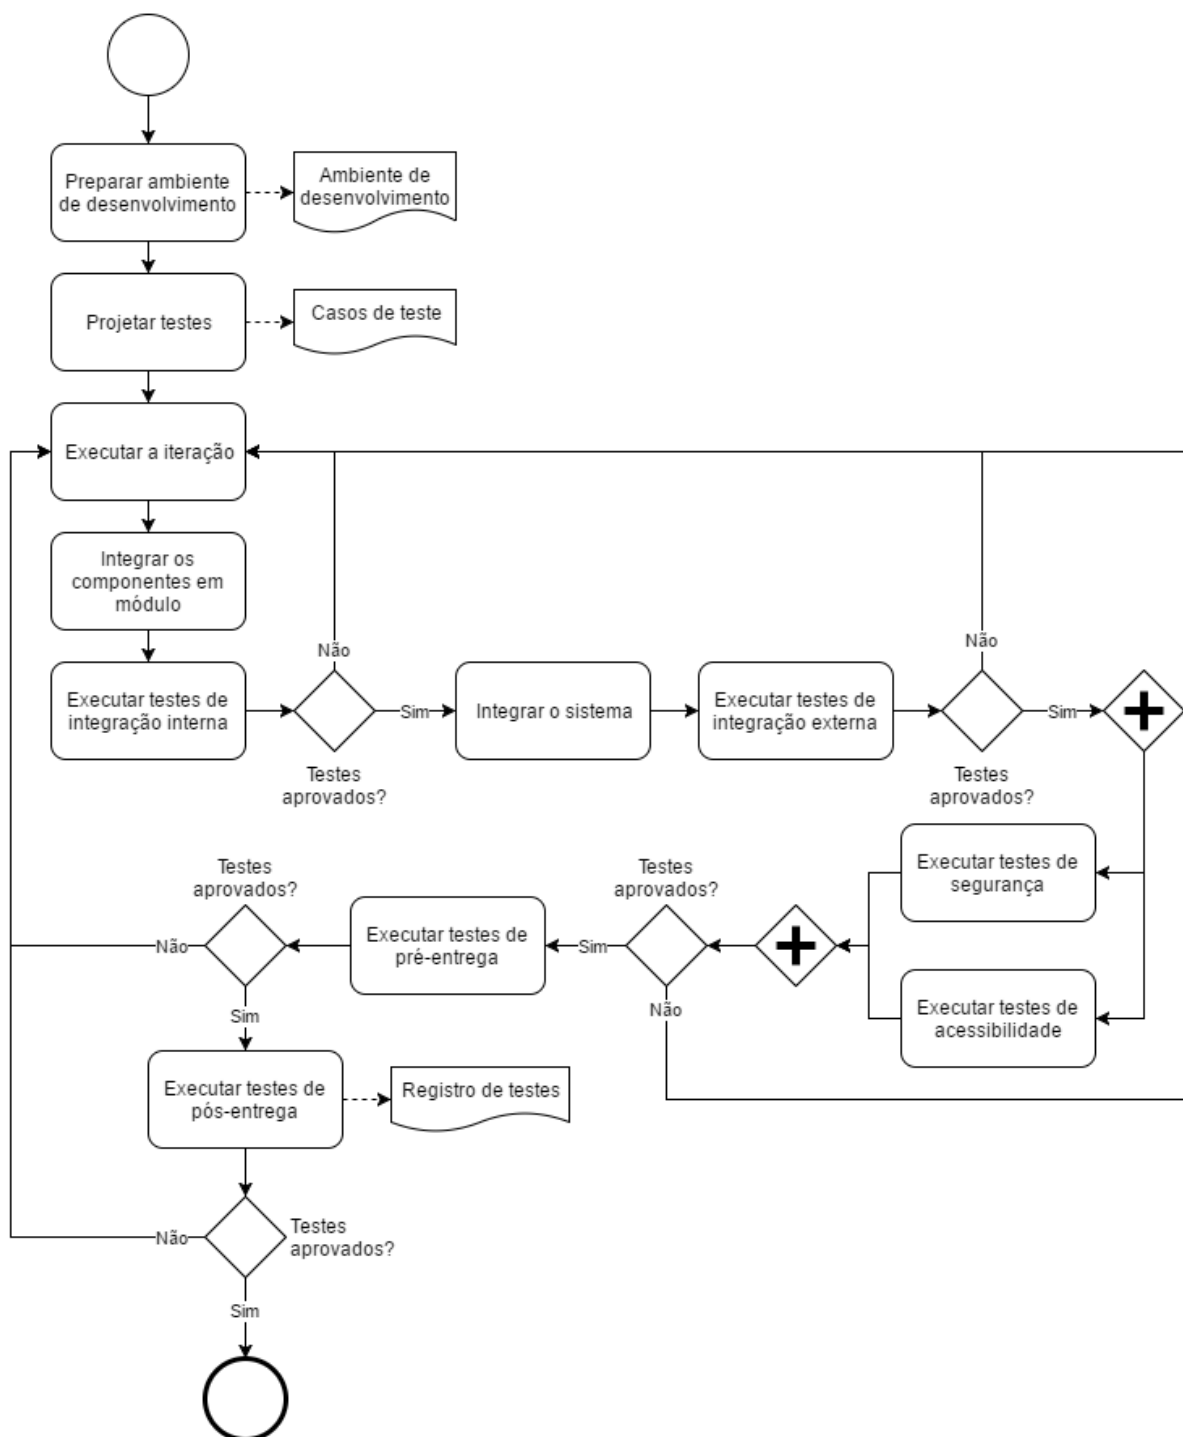 Preparar ambiente
de desenvolvimento
Ambiente de
desenvolvimento
Projetar testes
Casos de teste
Executar a iteração
Integrar os
componentes em
módulo
Executar testes de
integração interna
Não
Sim
Testes
aprovados?
Integrar o sistema
Executar testes de
integração externa
Não
Sim
Testes
aprovados?
Executar testes de
segurança
Executar testes de
acessibilidade
Testes
aprovados?
Sim
Não
Executar testes de
pré-entrega
Testes
aprovados?
Não
Sim
Executar testes de
pós-entrega
Registro de testes
Não
Testes
aprovados?
Sim